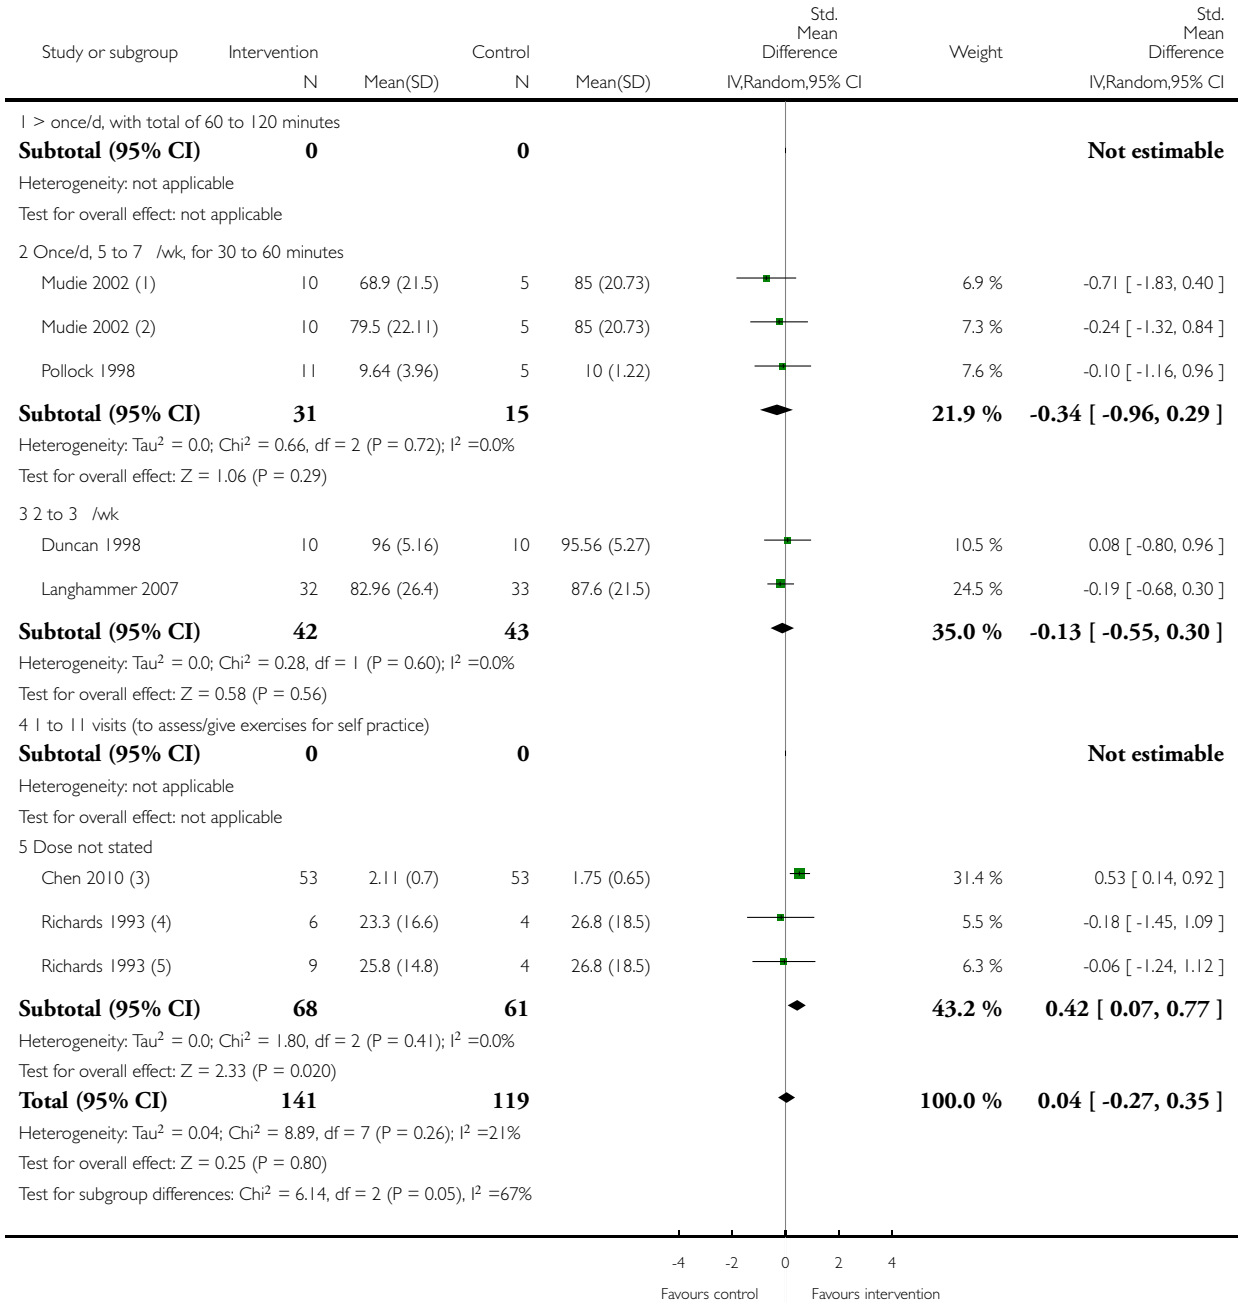 Study or subgroup Intervention Control Std. Mean Difference Weight Std. Mean Difference
N Mean(SD) N Mean(SD) IV,Random,95% CI IV,Random,95% CI
1 > once/d, with total of 60 to 120 minutes
Subtotal (95% CI) 0 0 Not estimable
Heterogeneity: not applicable
Test for overall effect: not applicable
2 Once/d, 5 to 7 /wk, for 30 to 60 minutes
Mudie 2002 (1) 10 68.9 (21.5) 5 85 (20.73) 6.9 % -0.71 [ -1.83, 0.40 ]
Mudie 2002 (2) 10 79.5 (22.11) 5 85 (20.73) 7.3 % -0.24 [ -1.32, 0.84 ]
Pollock 1998 11 9.64 (3.96) 5 10 (1.22) 7.6 % -0.10 [ -1.16, 0.96 ]
Subtotal (95% CI) 31 15 21.9 % -0.34 [ -0.96, 0.29 ]
Heterogeneity: Tau² = 0.0; Chi² = 0.66, df = 2 (P = 0.72); I² =0.0%
Test for overall effect: Z = 1.06 (P = 0.29)
3 2 to 3 /wk
Duncan 1998 10 96 (5.16) 10 95.56 (5.27) 10.5 % 0.08 [ -0.80, 0.96 ]
Langhammer 2007 32 82.96 (26.4) 33 87.6 (21.5) 24.5 % -0.19 [ -0.68, 0.30 ]
Subtotal (95% CI) 42 43 35.0 % -0.13 [ -0.55, 0.30 ]
Heterogeneity: Tau² = 0.0; Chi² = 0.28, df = 1 (P = 0.60); I² =0.0%
Test for overall effect: Z = 0.58 (P = 0.56)
4 1 to 11 visits (to assess/give exercises for self practice)
Subtotal (95% CI) 0 0 Not estimable
Heterogeneity: not applicable
Test for overall effect: not applicable
5 Dose not stated
Chen 2010 (3) 53 2.11 (0.7) 53 1.75 (0.65) 31.4 % 0.53 [ 0.14, 0.92 ]
Richards 1993 (4) 6 23.3 (16.6) 4 26.8 (18.5) 5.5 % -0.18 [ -1.45, 1.09 ]
Richards 1993 (5) 9 25.8 (14.8) 4 26.8 (18.5) 6.3 % -0.06 [ -1.24, 1.12 ]
Subtotal (95% CI) 68 61 43.2 % 0.42 [ 0.07, 0.77 ]
Heterogeneity: Tau² = 0.0; Chi² = 1.80, df = 2 (P = 0.41); I² =0.0%
Test for overall effect: Z = 2.33 (P = 0.020)
Total (95% CI) 141 119 100.0 % 0.04 [ -0.27, 0.35 ]
Heterogeneity: Tau² = 0.04; Chi² = 8.89, df = 7 (P = 0.26); I² =21%
Test for overall effect: Z = 0.25 (P = 0.80)
Test for subgroup differences: Chi² = 6.14, df = 2 (P = 0.05), I² =67%
-4 -2 0 2 4
Favours control Favours intervention